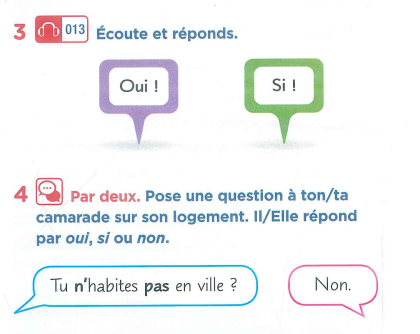 3 013 Écoute et réponds.
Oui ! Si !
4 Par deux. Pose une question à ton/ta
camarade sur son logement. Il/Elle répond
par oui, si ou non.
Tu n'habites pas en ville ? Non.